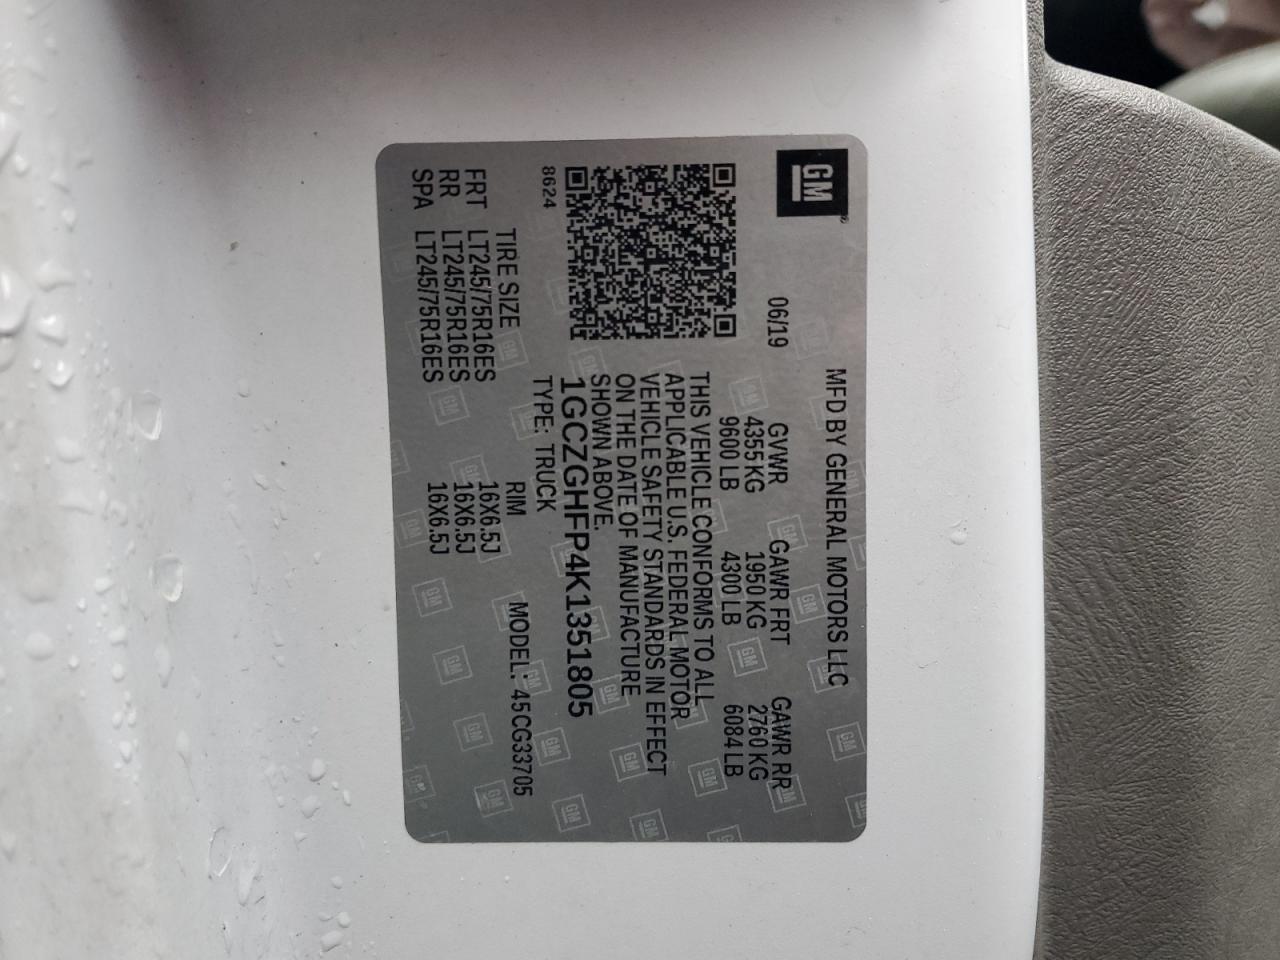 GM
MFD BY GENERAL MOTORS LLC
06/19
GVWR GAWR FRT GAWR RR
4355 KG 1950 KG 2760 KG
9600 LB 4300 LB 6084 LB
THIS VEHICLE CONFORMS TO ALL
APPLICABLE U.S. FEDERAL MOTOR
VEHICLE SAFETY STANDARDS IN EFFECT
ON THE DATE OF MANUFACTURE
SHOWN ABOVE.
1GCZGHFP4K1351805
8624
TYPE: TRUCK
MODEL: 45CG33705
TIRE SIZE RIM
FRT LT245/75R16ES 16X6.5J
RR LT245/75R16ES 16X6.5J
SPA LT245/75R16ES 16X6.5J